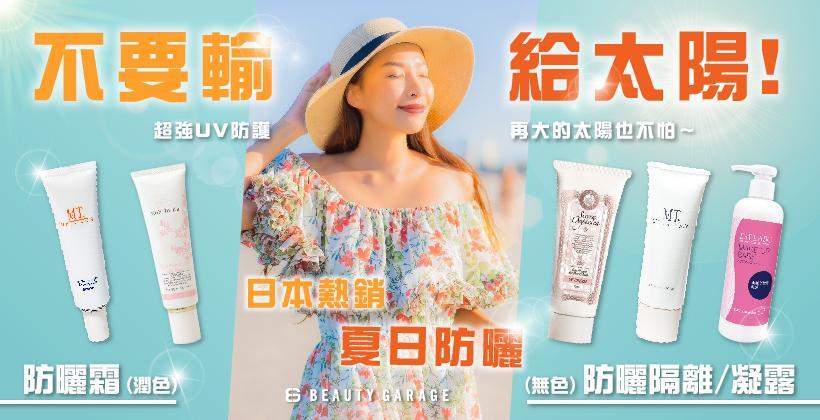 不要輸
給太陽!
超強UV防護
再大的太陽也不怕～
MT
MT
日本熱銷
夏日防曬
防曬霜(潤色)
(無色)防曬隔離/凝露
BEAUTY GARAGE